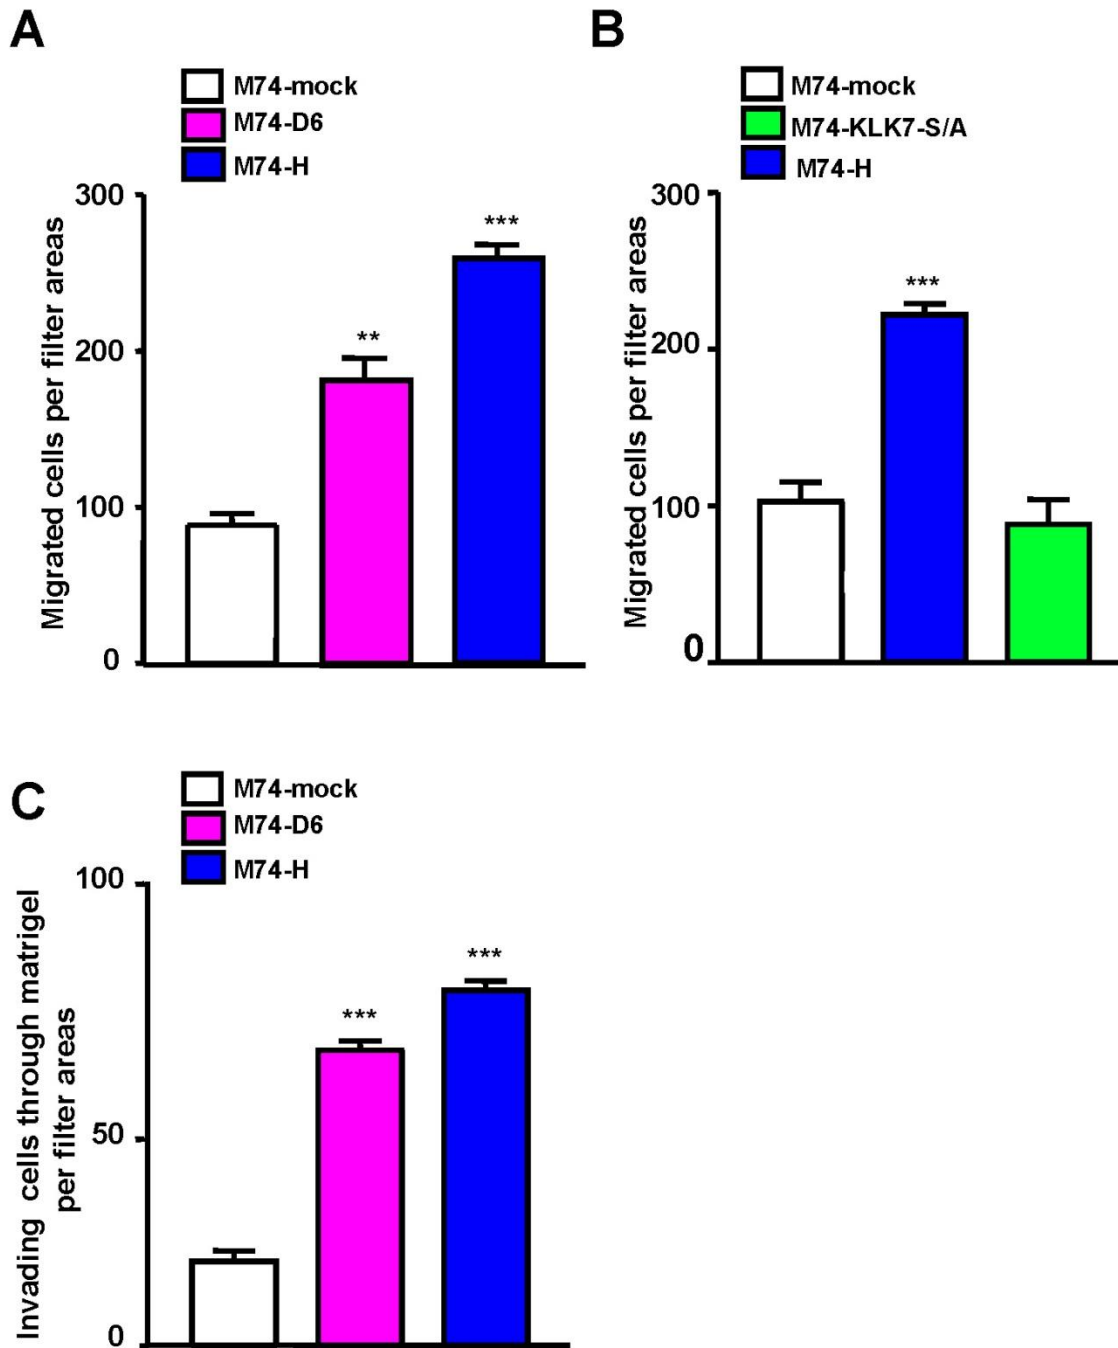 A
M74-mock
M74-D6
M74-H
Migrated cells per filter areas
300
200
100
0
**
***
B
M74-mock
M74-KLK7-S/A
M74-H
Migrated cells per filter areas
300
200
100
0
***
C
M74-mock
M74-D6
M74-H
Invading cells through matrigel
per filter areas
100
50
0
***
***